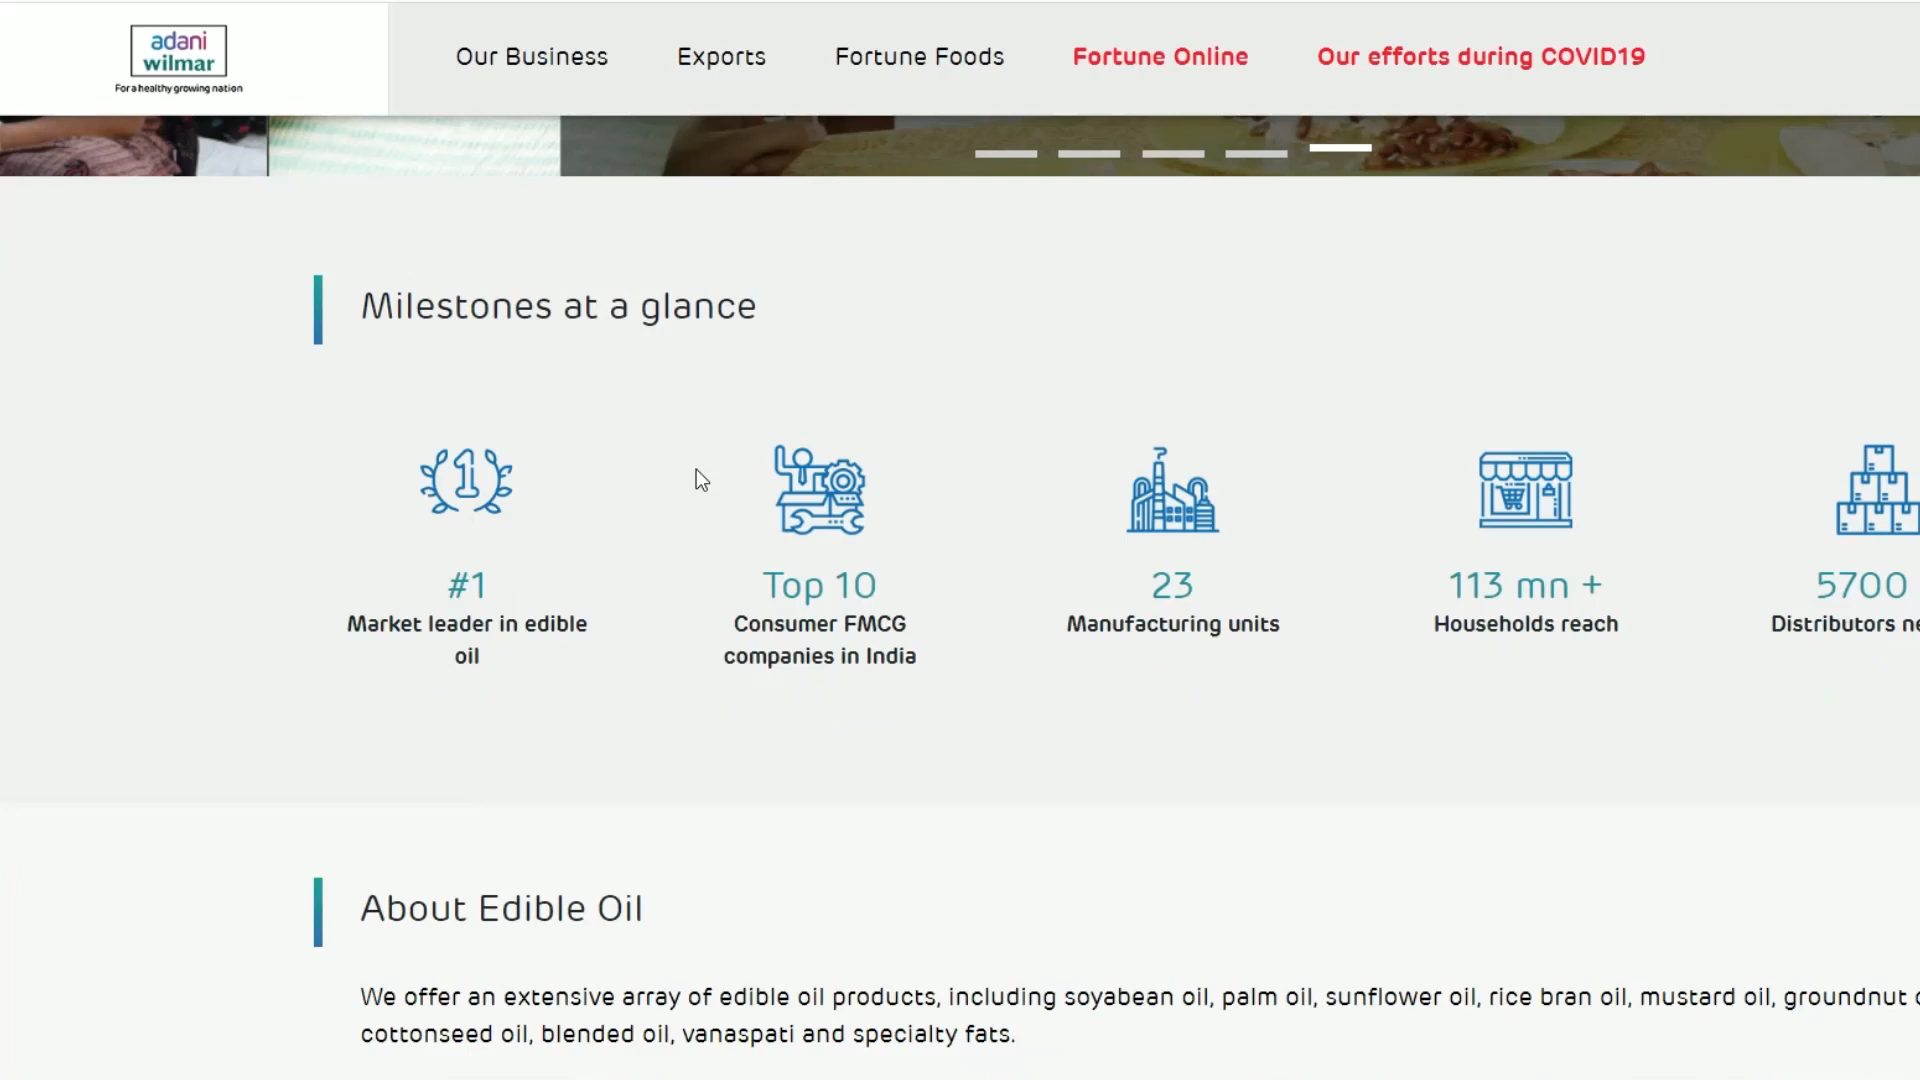 adani
wilmar
For a healthy growing nation
Our Business
Exports
Fortune Foods
Fortune Online
Our efforts during COVID19
Milestones at a glance
1
#1
Market leader in edible
oil
Top 10
Consumer FMCG
companies in India
23
Manufacturing units
113 mn +
Households reach
5700
Distributors
About Edible Oil
We offer an extensive array of edible oil products, including soyabean oil, palm oil, sunflower oil, rice bran oil, mustard oil, groundnut
cottonseed oil, blended oil, vanaspati and specialty fats.